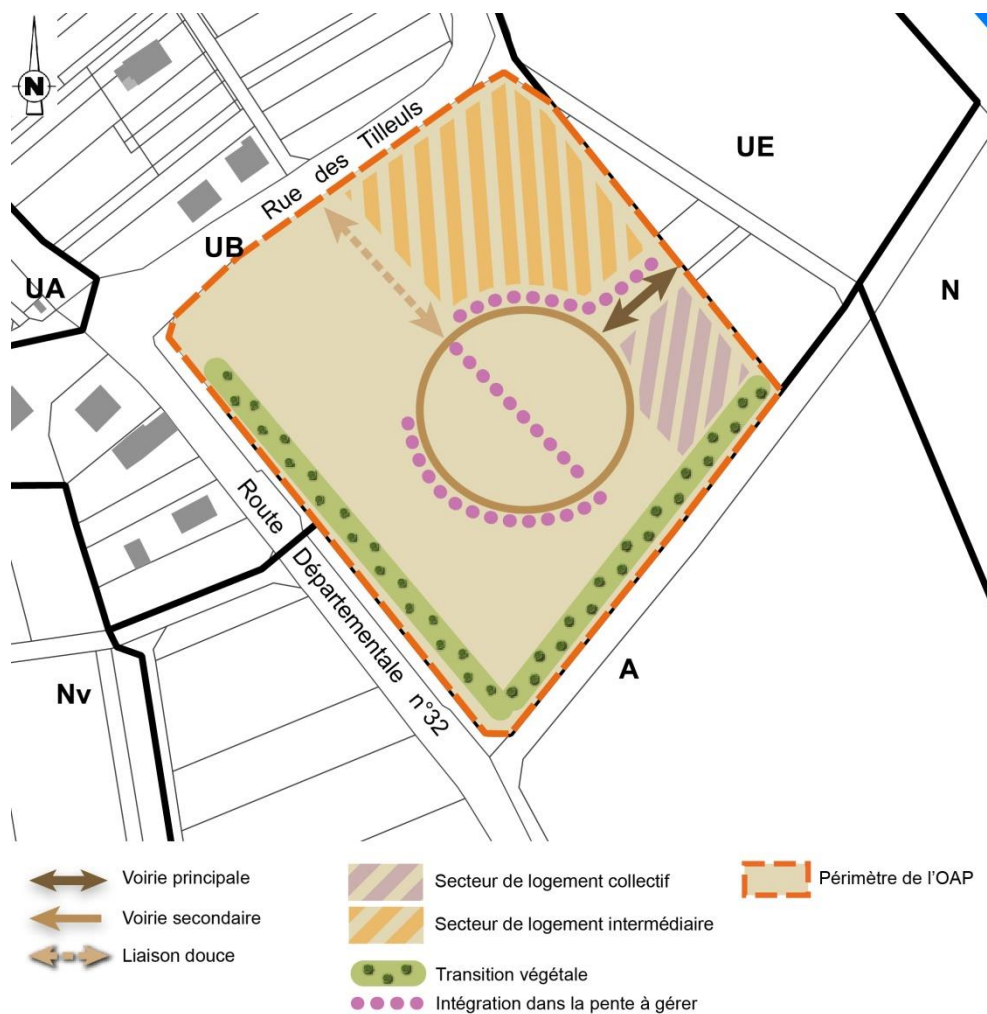 N
Rue des Tilleuls
UE
UB
UA
N
Route Départementale n°32
A
Nv
Voirie principale
Voirie secondaire
Liaison douce
Secteur de logement collectif
Secteur de logement intermédiaire
Transition végétale
Intégration dans la pente à gérer
Périmètre de l'OAP